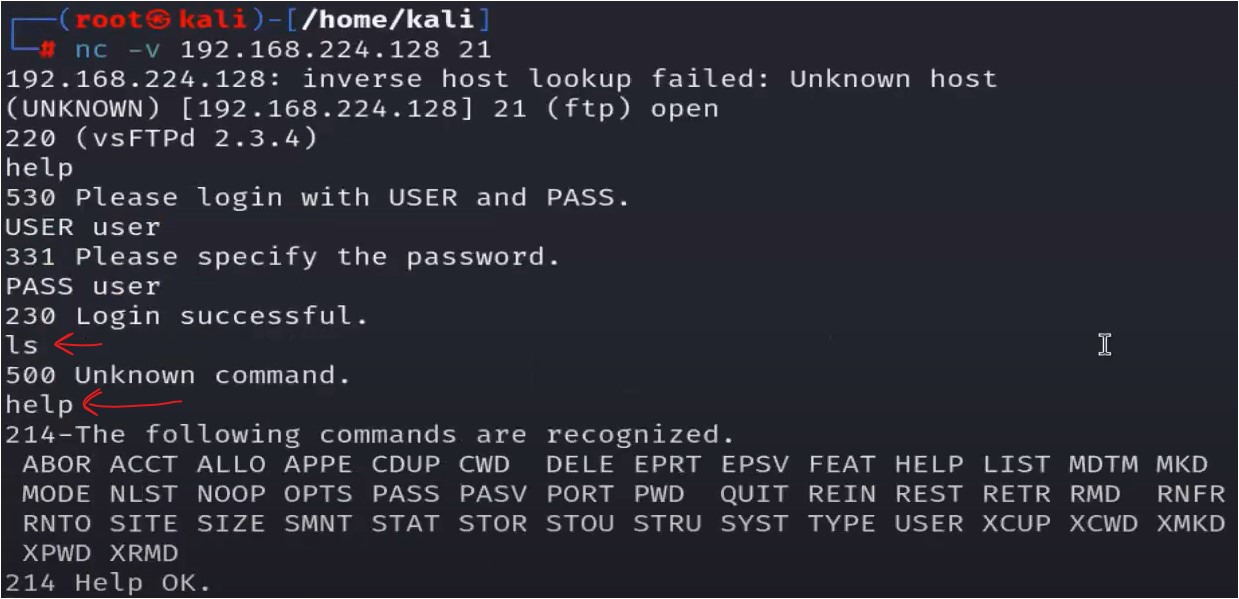 (root㉿kali)-[/home/kali]
# nc -v 192.168.224.128 21
192.168.224.128: inverse host lookup failed: Unknown host
(UNKNOWN) [192.168.224.128] 21 (ftp) open
220 (vsFTPd 2.3.4)
help
530 Please login with USER and PASS.
USER user
331 Please specify the password.
PASS user
230 Login successful.
ls
500 Unknown command.
help
214-The following commands are recognized.
ABOR ACCT ALLO APPE CDUP CWD DELE EPRT EPSV FEAT HELP LIST MDTM MKD
MODE NLST NOOP OPTS PASS PASV PORT PWD QUIT REIN REST RETR RMD RNFR
RNTO SITE SIZE SMNT STAT STOR STOU STRU SYST TYPE USER XCUP XCWD XMKD
XPWD XRMD
214 Help OK.